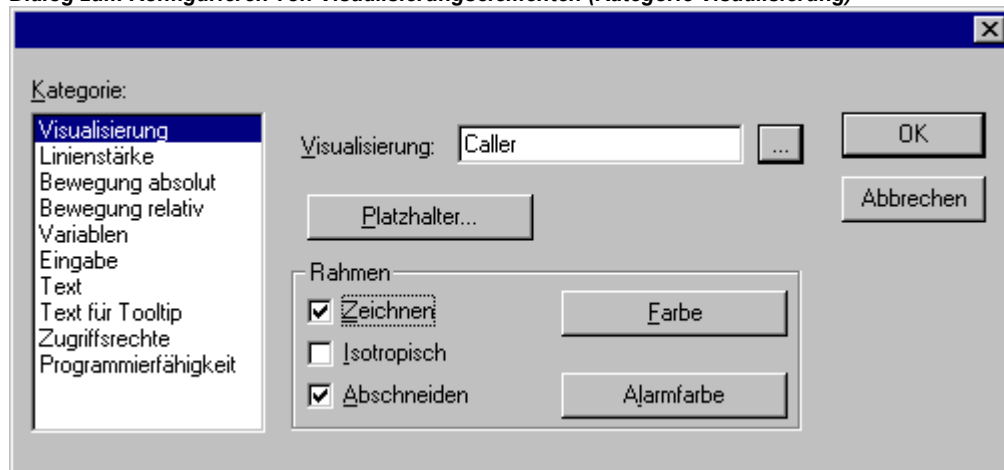 Dialog zum Konfigurieren von Visualisierungselementen (Kategorie Visualisierung)
Kategorie:
Visualisierung
Linienstärke
Bewegung absolut
Bewegung relativ
Variablen
Eingabe
Text
Text für Tooltip
Zugriffsrechte
Programmierfähigkeit
Visualisierung: Caller ...
Platzhalter...
Rahmen
Zeichnen
Isotropisch
Abschneiden
Farbe
Alarmfarbe
OK
Abbrechen